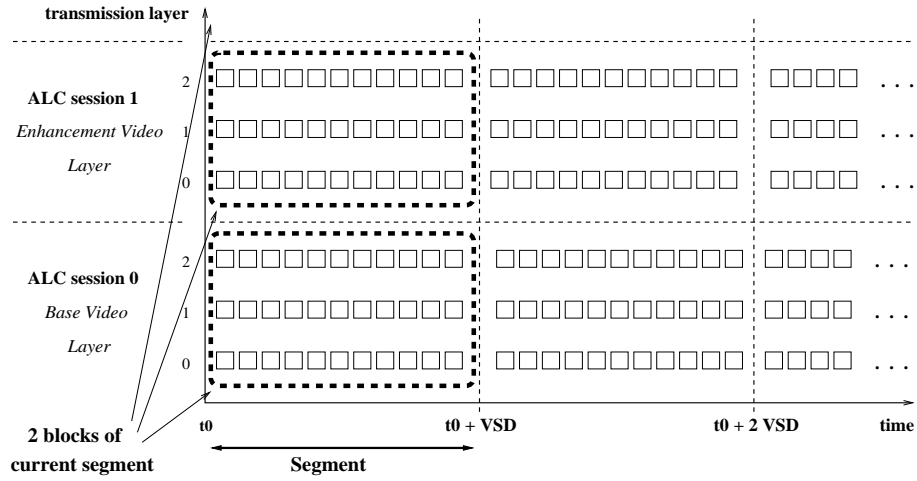 transmission layer
2
ALC session 1
Enhancement Video
1
Layer
0
. . .
. . .
. . .
2
ALC session 0
Base Video
1
Layer
0
. . .
. . .
. . .
t0
t0 + VSD
t0 + 2 VSD
time
2 blocks of
current segment
Segment